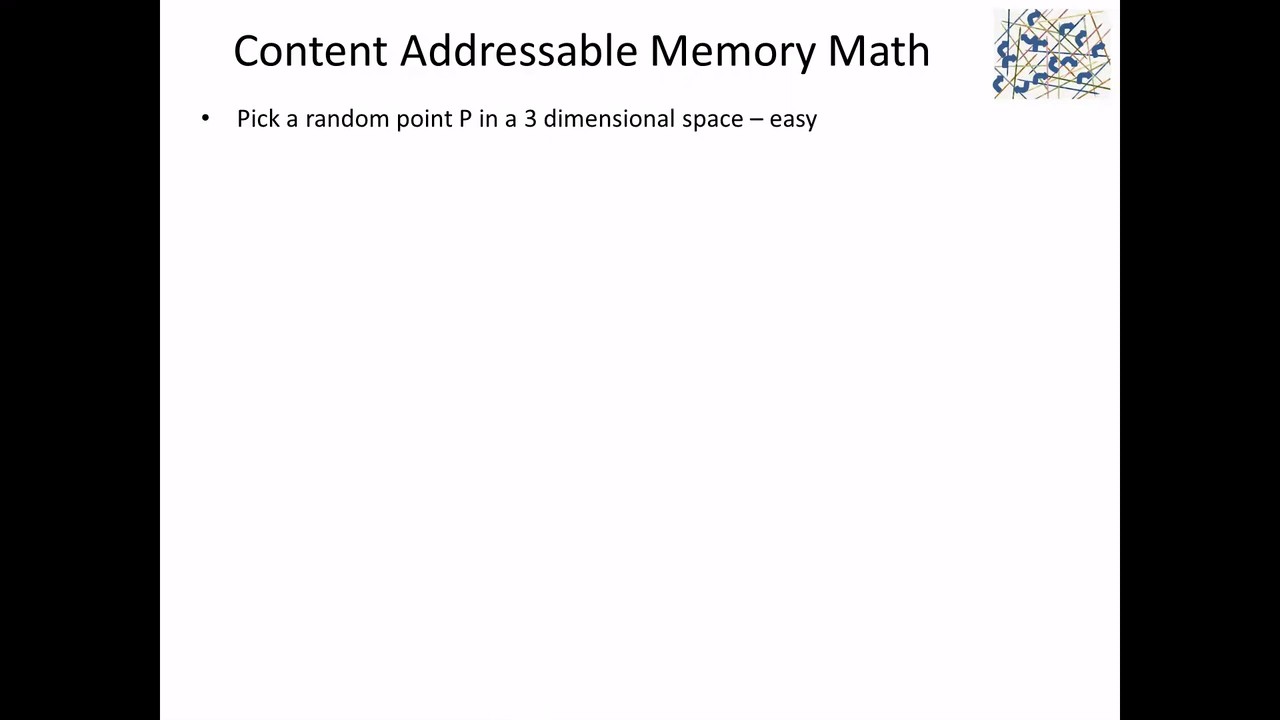 Content Addressable Memory Math
• Pick a random point P in a 3 dimensional space – easy